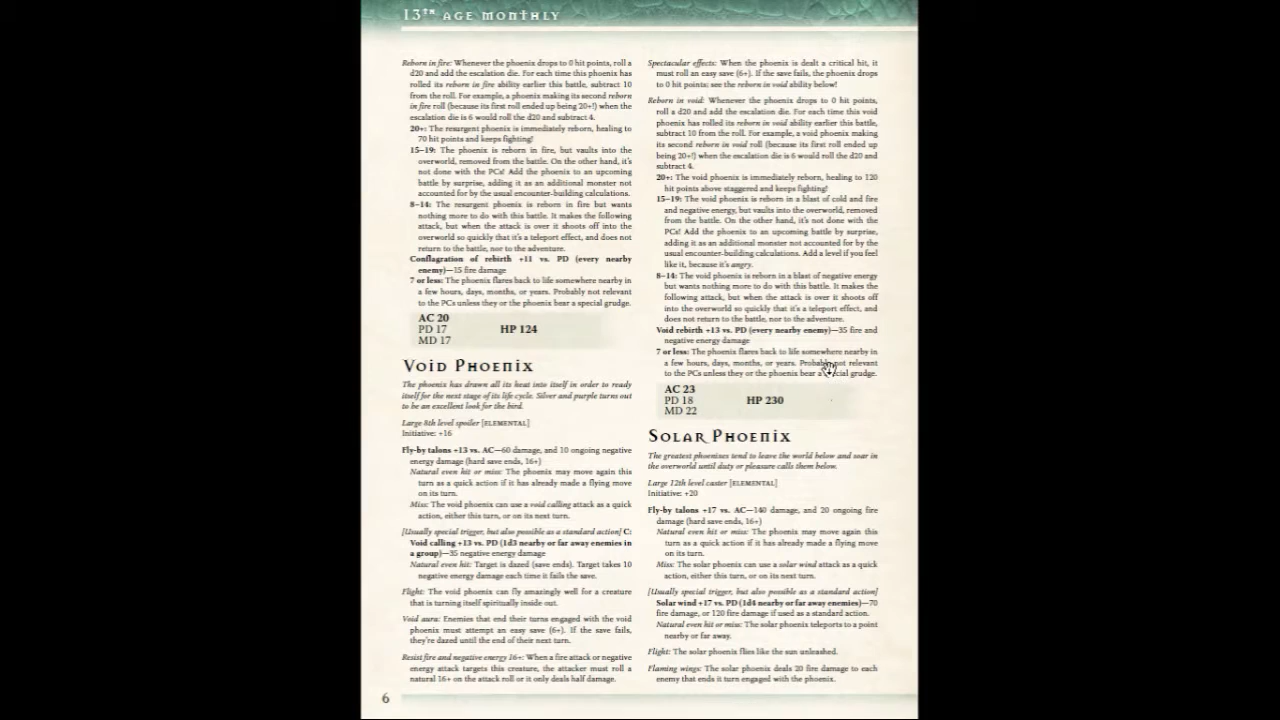 13TH AGE MONTHLY
Reborn in fire: Whenever the phoenix drops to 0 hit points, roll a
d20 and add the escalation die. For each time this phoenix has
rolled its reborn in fire ability earlier this battle, subtract 10
from the roll. For example, a phoenix making its second reborn
in fire roll (because its first roll ended up being 20+!) when the
escalation die is 6 would roll the d20 and subtract 4.
20+: The resurgent phoenix is immediately reborn, healing to
70 hit points and keeps fighting!
15–19: The phoenix is reborn in fire, but vaults into the
overworld, removed from the battle. On the other hand, it's
not done with the PCs! Add the phoenix to an upcoming
battle by surprise, adding it as an additional monster not
accounted for by the usual encounter-building calculations.
8–14: The resurgent phoenix is reborn in fire but wants
nothing more to do with this battle. It makes the following
attack, but when the attack is over it shoots off into the
overworld so quickly that it's a teleport effect, and does not
return to the battle, nor to the adventure.
Conflagration of rebirth +11 vs. PD (every nearby
enemy)—15 fire damage
7 or less: The phoenix flares back to life somewhere nearby in
a few hours, days, months, or years. Probably not relevant
to the PCs unless they or the phoenix bear a special grudge.
AC 20
PD 17 HP 124
MD 17
Void Phoenix
The phoenix has drawn all its heat into itself in order to ready
itself for the next stage of its life cycle. Silver and purple turns out
to be an excellent look for the bird.
Large 8th level spoiler [ELEMENTAL]
Initiative: +16
Fly-by talons +13 vs. AC—60 damage, and 10 ongoing negative
energy damage (hard save ends, 16+)
Natural even hit or miss: The phoenix may move again this
turn as a quick action if it has already made a flying move
on its turn.
Miss: The void phoenix can use a void calling attack as a quick
action, either this turn, or on its next turn.
[Usually special trigger, but also possible as a standard action] C:
Void calling +13 vs. PD (1d3 nearby or far away enemies in
a group)—35 negative energy damage
Natural even hit: Target is dazed (save ends). Target takes 10
negative energy damage each time it fails the save.
Flight: The void phoenix can fly amazingly well for a creature
that is turning itself spiritually inside out.
Void aura: Enemies that end their turns engaged with the void
phoenix must attempt an easy save (6+). If the save fails,
they're dazed until the end of their next turn.
Resist fire and negative energy 16+: When a fire attack or negative
energy attack targets this creature, the attacker must roll a
natural 16+ on the attack roll or it only deals half damage.
6
Spectacular effects: When the phoenix is dealt a critical hit, it
must roll an easy save (6+). If the save fails, the phoenix drops
to 0 hit points; see the reborn in void ability below!
Reborn in void: Whenever the phoenix drops to 0 hit points,
roll a d20 and add the escalation die. For each time this void
phoenix has rolled its reborn in void ability earlier this battle,
subtract 10 from the roll. For example, a void phoenix making
its second reborn in void roll (because its first roll ended up
being 20+!) when the escalation die is 6 would roll the d20 and
subtract 4.
20+: The void phoenix is immediately reborn, healing to 120
hit points above staggered and keeps fighting!
15–19: The void phoenix is reborn in a blast of cold and fire
and negative energy, but vaults into the overworld, removed
from the battle. On the other hand, it's not done with the
PCs! Add the phoenix to an upcoming battle by surprise,
adding it as an additional monster not accounted for by the
usual encounter-building calculations. Add a level if you feel
like it, because it's angry.
8–14: The void phoenix is reborn in a blast of negative energy
but wants nothing more to do with this battle. It makes the
following attack, but when the attack is over it shoots off
into the overworld so quickly that it's a teleport effect, and
does not return to the battle, nor to the adventure.
Void rebirth +13 vs. PD (every nearby enemy)—35 fire and
negative energy damage
7 or less: The phoenix flares back to life somewhere nearby in
a few hours, days, months, or years. Probably not relevant
to the PCs unless they or the phoenix bear a special grudge.
AC 23
PD 18 HP 230
MD 22
Solar Phoenix
The greatest phoenixes tend to leave the world below and soar in
the overworld until duty or pleasure calls them below.
Large 12th level caster [ELEMENTAL]
Initiative: +20
Fly-by talons +17 vs. AC—140 damage, and 20 ongoing fire
damage (hard save ends, 16+)
Natural even hit or miss: The phoenix may move again this
turn as a quick action if it has already made a flying move
on its turn.
Miss: The solar phoenix can use a solar wind attack as a quick
action, either this turn, or on its next turn.
[Usually special trigger, but also possible as a standard action]
Solar wind +17 vs. PD (1d4 nearby or far away enemies)—70
fire damage, or 120 fire damage if used as a standard action.
Natural even hit or miss: The solar phoenix teleports to a point
nearby or far away.
Flight: The solar phoenix flies like the sun unleashed.
Flaming wings: The solar phoenix deals 20 fire damage to each
enemy that ends it turn engaged with the phoenix.